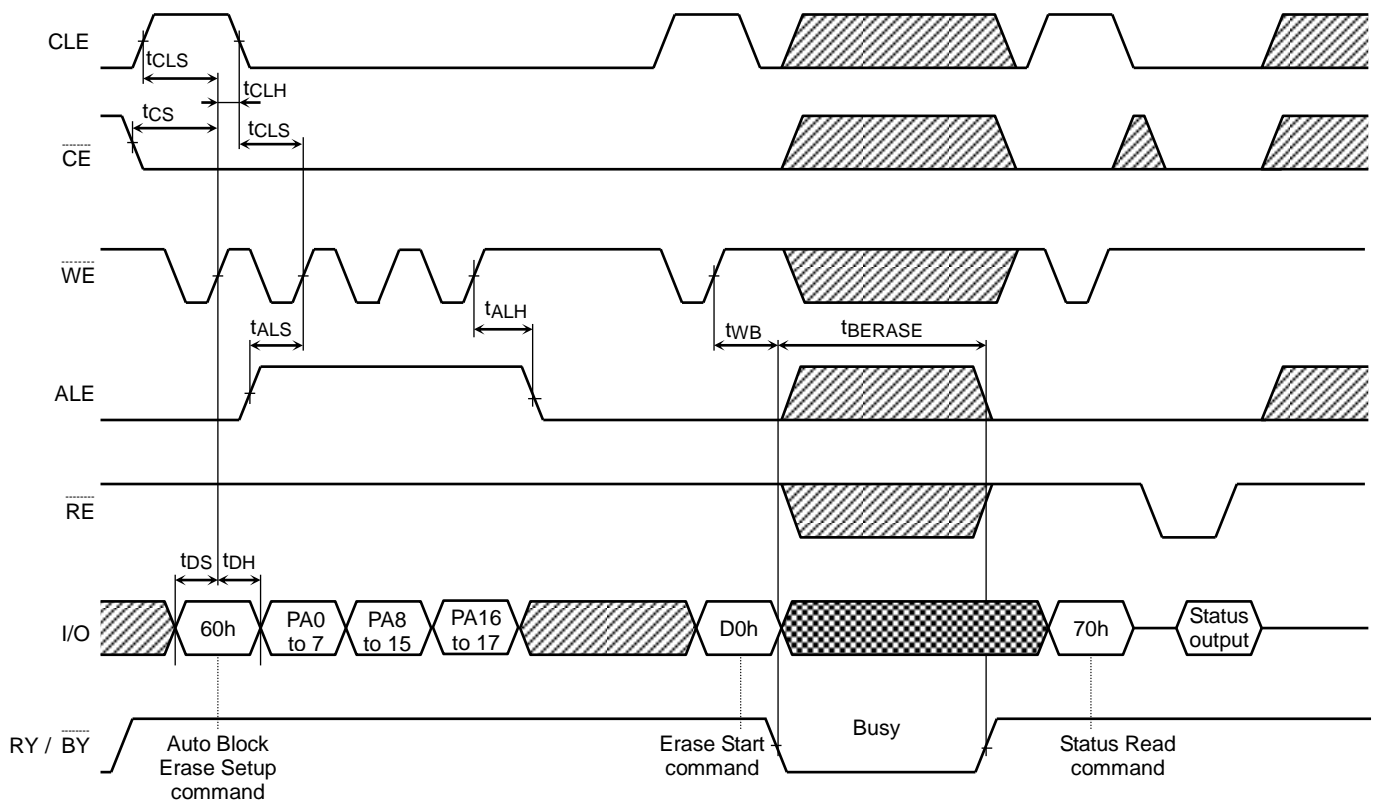 CLE
tCLS
tCLH
tCS
tCLS
CE
WE
tALH
tALS
tWB
tBERASE
ALE
RE
tDS
tDH
I/O
60h
PA0
to 7
PA8
to 15
PA16
to 17
D0h
70h
Status
output
RY / BY
Busy
Auto Block
Erase Setup
command
Erase Start
command
Status Read
command